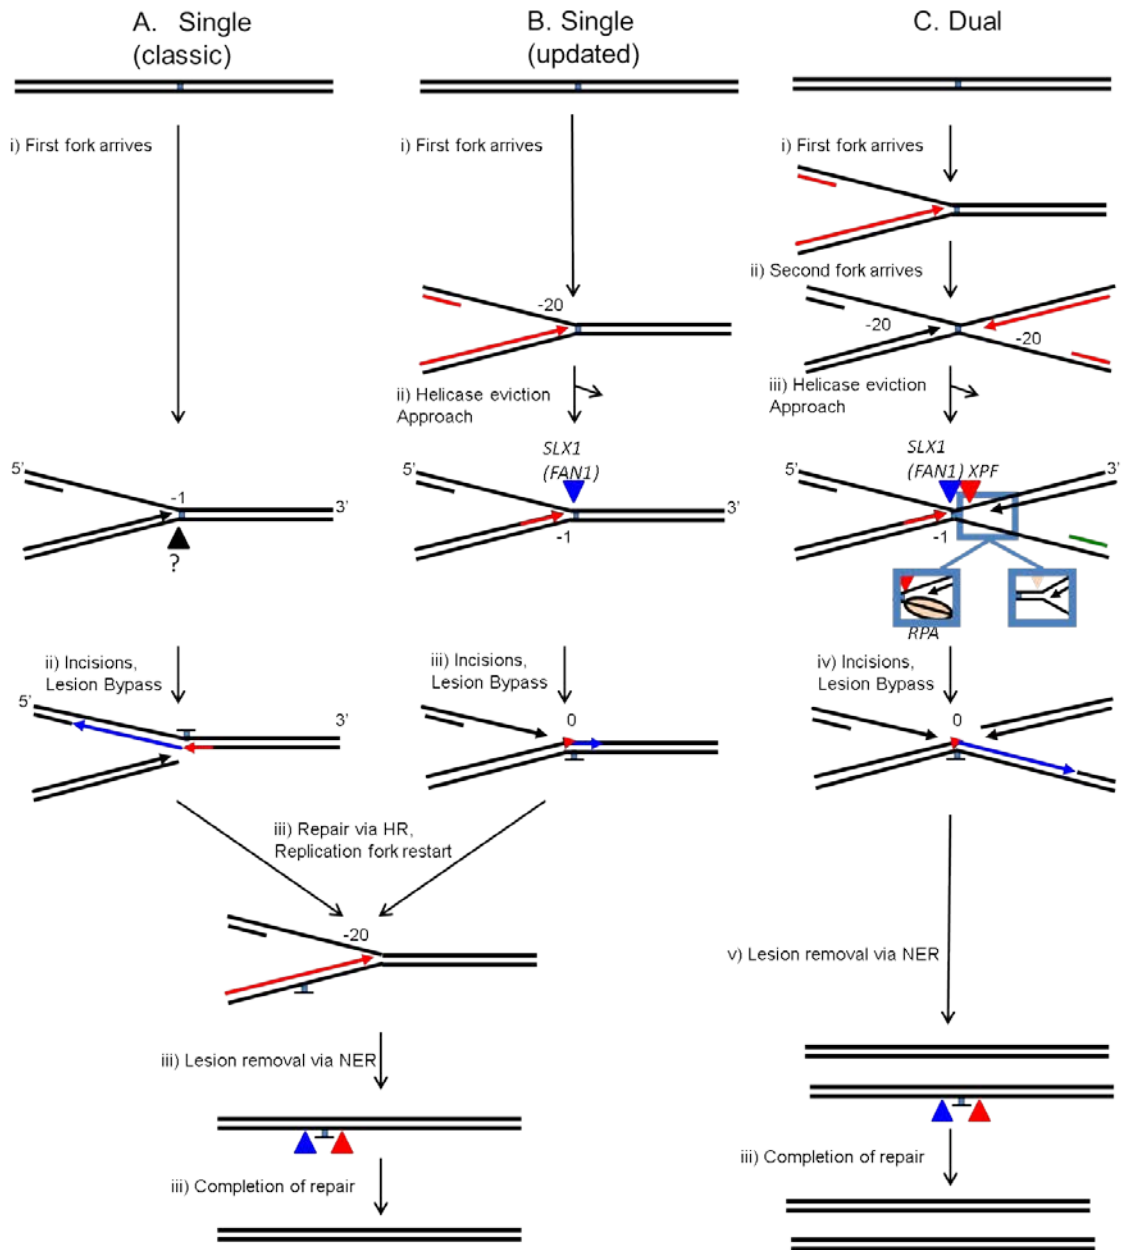 A. Single
(classic)
B. Single
(updated)
C. Dual
i) First fork arrives
i) First fork arrives
i) First fork arrives
ii) Second fork arrives
-20
-20
-20
ii) Helicase eviction
Approach
iii) Helicase eviction
Approach
5’
-1
3’
?
SLX1
(FAN1)
-1
3’
5’
SLX1
(FAN1) XPF
3’
-1
5’
RPA
ii) Incisions,
Lesion Bypass
iii) Incisions,
Lesion Bypass
iv) Incisions,
Lesion Bypass
5’
3’
0
0
iii) Repair via HR,
Replication fork restart
-20
v) Lesion removal via NER
iii) Lesion removal via NER
iii) Completion of repair
iii) Completion of repair